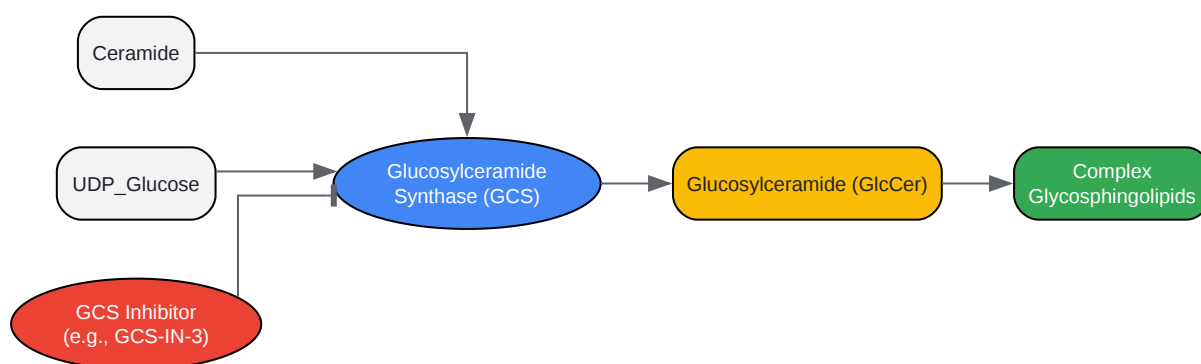 Ceramide
UDP_Glucose
Glucosylceramide
Synthase (GCS)
Glucosylceramide (GlcCer)
Complex
Glycosphingolipids
GCS Inhibitor
(e.g., GCS-IN-3)